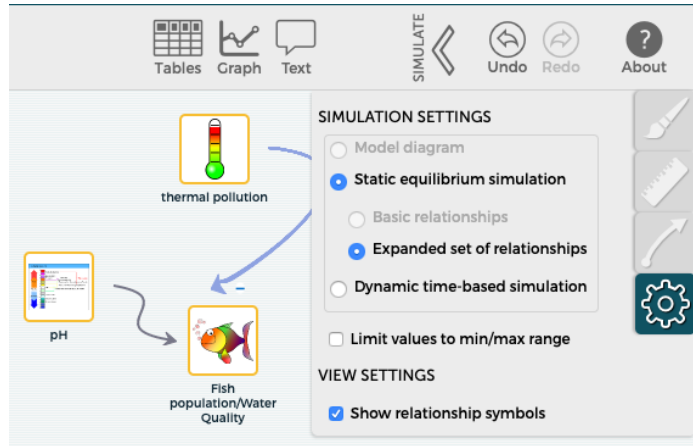 Tables
Graph
Text
SIMULATE
Undo
Redo
About
SIMULATION SETTINGS
Model diagram
Static equilibrium simulation
Basic relationships
Expanded set of relationships
Dynamic time-based simulation
Limit values to min/max range
VIEW SETTINGS
Show relationship symbols
thermal pollution
pH
Fish
population/Water
Quality